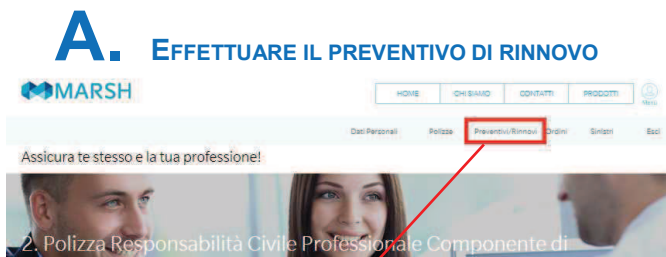 A. EFFETTUARE IL PREVENTIVO DI RINNOVO
MARSH
HOME CHI SIAMO CONTATTI PRODOTTI
Menu
Dati Personali Polizze Preventivi/Rinnovi Ordini Sinistri Esci
Assicura te stesso e la tua professione!
2. Polizza Responsabilità Civile Professionale Componente di